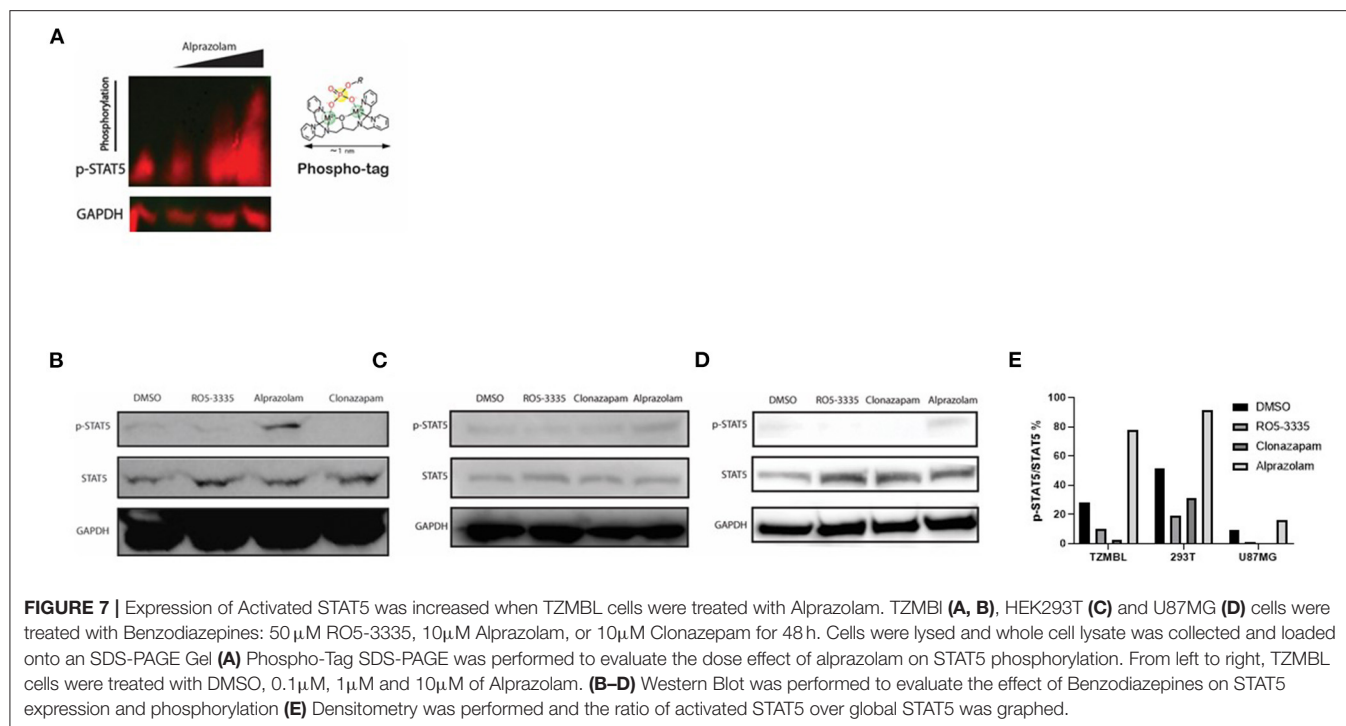 A
Alprazolam
Phosphorylation
p-STAT5
GAPDH
~1 nm
Phospho-tag
B
DMSO RO5-3335 Alprazolam Clonazapam
p-STAT5
STAT5
GAPDH
C
DMSO RO5-3335 Clonazapam Alprazolam
p-STAT5
STAT5
GAPDH
D
DMSO RO5-3335 Clonazapam Alprazolam
p-STAT5
STAT5
GAPDH
E
p-STAT5/STAT5 %
100
80
60
40
20
0
TZMBL 293T U87MG
DMSO
RO5-3335
Clonazapam
Alprazolam
FIGURE 7 | Expression of Activated STAT5 was increased when TZMBL cells were treated with Alprazolam. TZMBl (A, B), HEK293T (C) and U87MG (D) cells were
treated with Benzodiazepines: 50 μM RO5-3335, 10μM Alprazolam, or 10μM Clonazepam for 48 h. Cells were lysed and whole cell lysate was collected and loaded
onto an SDS-PAGE Gel (A) Phospho-Tag SDS-PAGE was performed to evaluate the dose effect of alprazolam on STAT5 phosphorylation. From left to right, TZMBL
cells were treated with DMSO, 0.1μM, 1μM and 10μM of Alprazolam. (B–D) Western Blot was performed to evaluate the effect of Benzodiazepines on STAT5
expression and phosphorylation (E) Densitometry was performed and the ratio of activated STAT5 over global STAT5 was graphed.